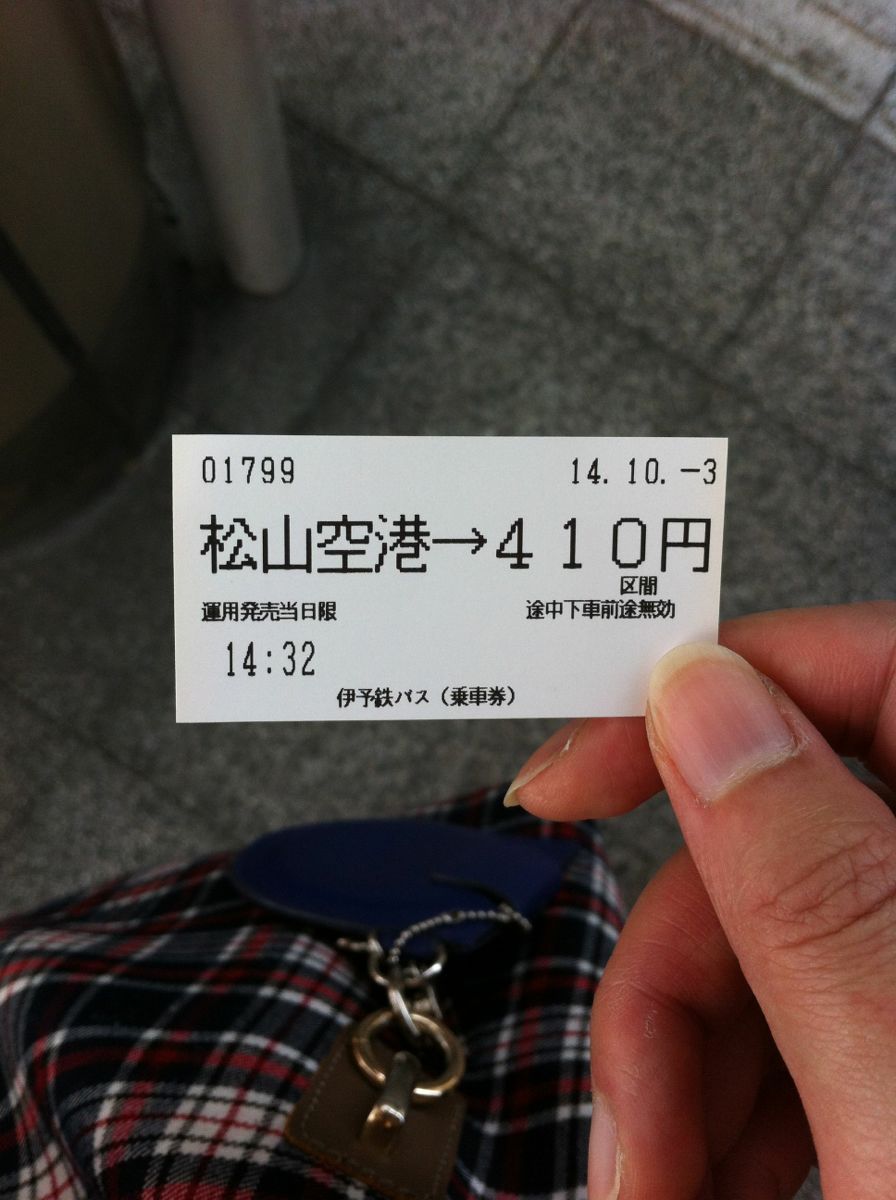 01799 14.10.-3
松山空港→410円
区間
運用発売当日限 途中下車前途無効
14:32
伊予鉄バス(乗車券)